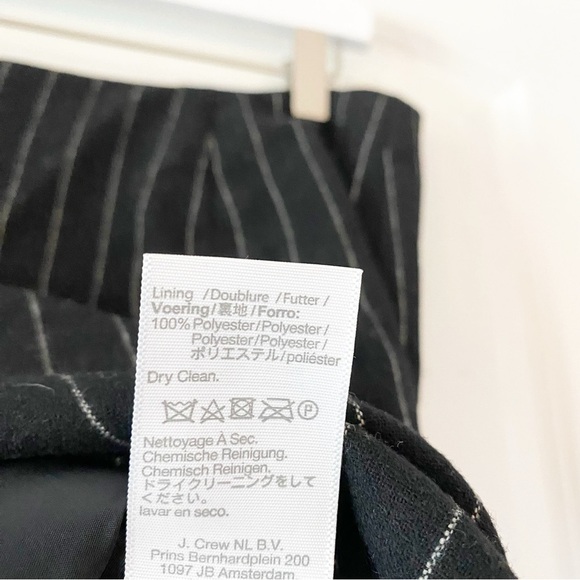 Lining /Doublure /Futter/
Voering/裏地/Forro:
100% Polyester/Polyester/
Polyester/Polyester/
ポリエステル/poliéster
Dry Clean.
P
Nettoyage À Sec.
Chemische Reinigung.
Chemisch Reinigen.
ドライクリーニングをして
ください。
lavar en seco.
J. Crew NL B.V.
Prins Bernhardplein 200
1097 JB Amsterdam